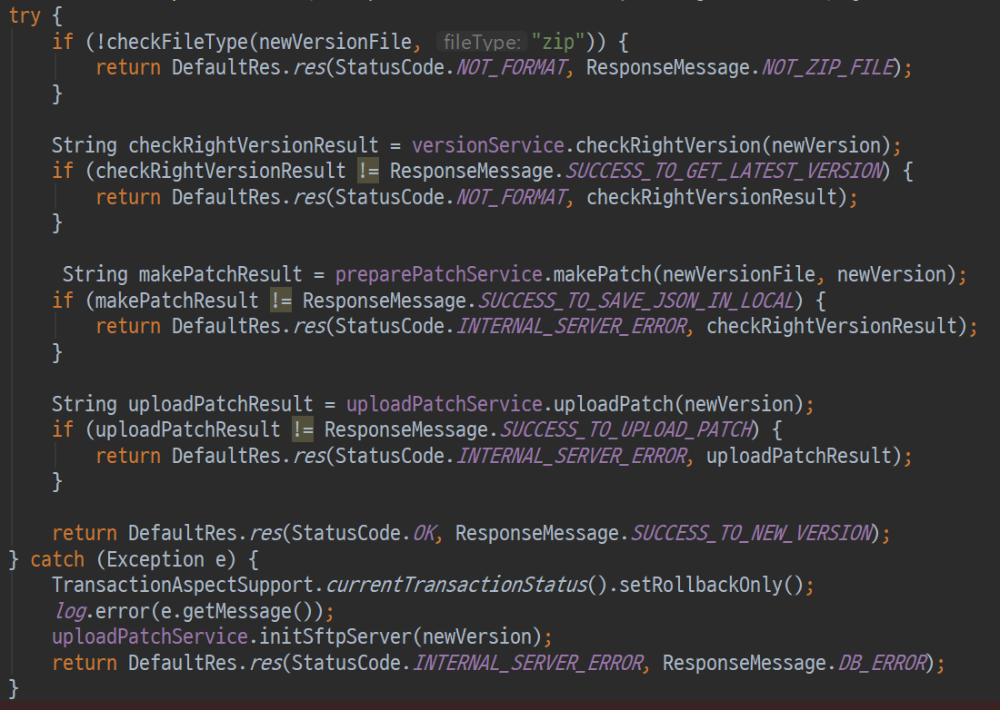 try {
    if (!checkFileType(newVersionFile, fileType: "zip")) {
        return DefaultRes.res(StatusCode.NOT_FORMAT, ResponseMessage.NOT_ZIP_FILE);
    }

    String checkRightVersionResult = versionService.checkRightVersion(newVersion);
    if (checkRightVersionResult != ResponseMessage.SUCCESS_TO_GET_LATEST_VERSION) {
        return DefaultRes.res(StatusCode.NOT_FORMAT, checkRightVersionResult);
    }

     String makePatchResult = preparePatchService.makePatch(newVersionFile, newVersion);
    if (makePatchResult != ResponseMessage.SUCCESS_TO_SAVE_JSON_IN_LOCAL) {
        return DefaultRes.res(StatusCode.INTERNAL_SERVER_ERROR, checkRightVersionResult);
    }

    String uploadPatchResult = uploadPatchService.uploadPatch(newVersion);
    if (uploadPatchResult != ResponseMessage.SUCCESS_TO_UPLOAD_PATCH) {
        return DefaultRes.res(StatusCode.INTERNAL_SERVER_ERROR, uploadPatchResult);
    }

    return DefaultRes.res(StatusCode.OK, ResponseMessage.SUCCESS_TO_NEW_VERSION);
} catch (Exception e) {
    TransactionAspectSupport.currentTransactionStatus().setRollbackOnly();
    log.error(e.getMessage());
    uploadPatchService.initSftpServer(newVersion);
    return DefaultRes.res(StatusCode.INTERNAL_SERVER_ERROR, ResponseMessage.DB_ERROR);
}